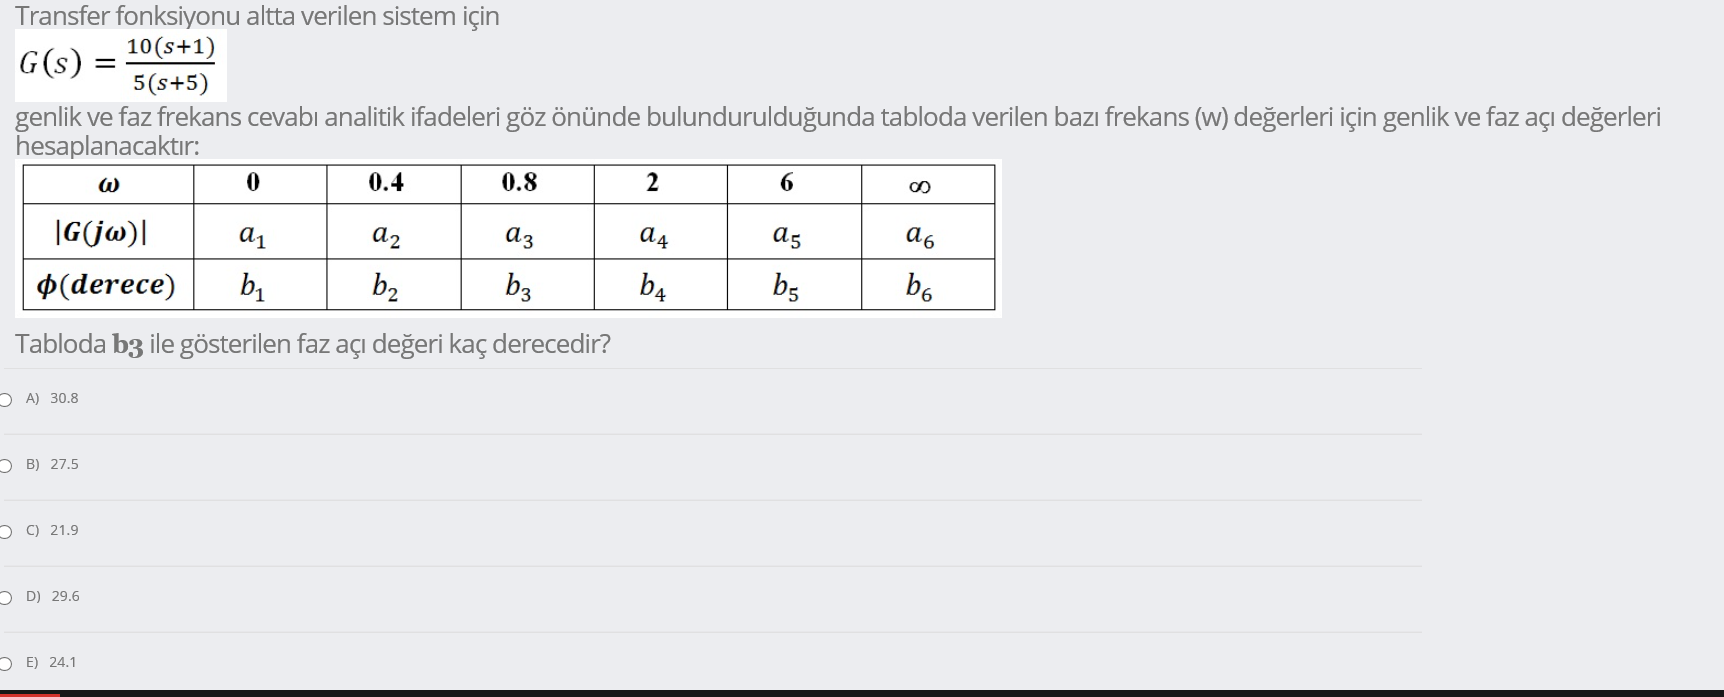 Transfer fonksiyonu altta verilen sistem için
G(s) = 10(s+1) / 5(s+5)
genlik ve faz frekans cevabı analitik ifadeleri göz önünde bulundurulduğunda tabloda verilen bazı frekans (w) değerleri için genlik ve faz açı değerleri
hesaplanacaktır:
ω 0 0.4 0.8 2 6 ∞
|G(jω)| a₁ a₂ a₃ a₄ a₅ a₆
ϕ(derece) b₁ b₂ b₃ b₄ b₅ b₆
Tabloda b3 ile gösterilen faz açı değeri kaç derecedir?
A) 30.8
B) 27.5
C) 21.9
D) 29.6
E) 24.1